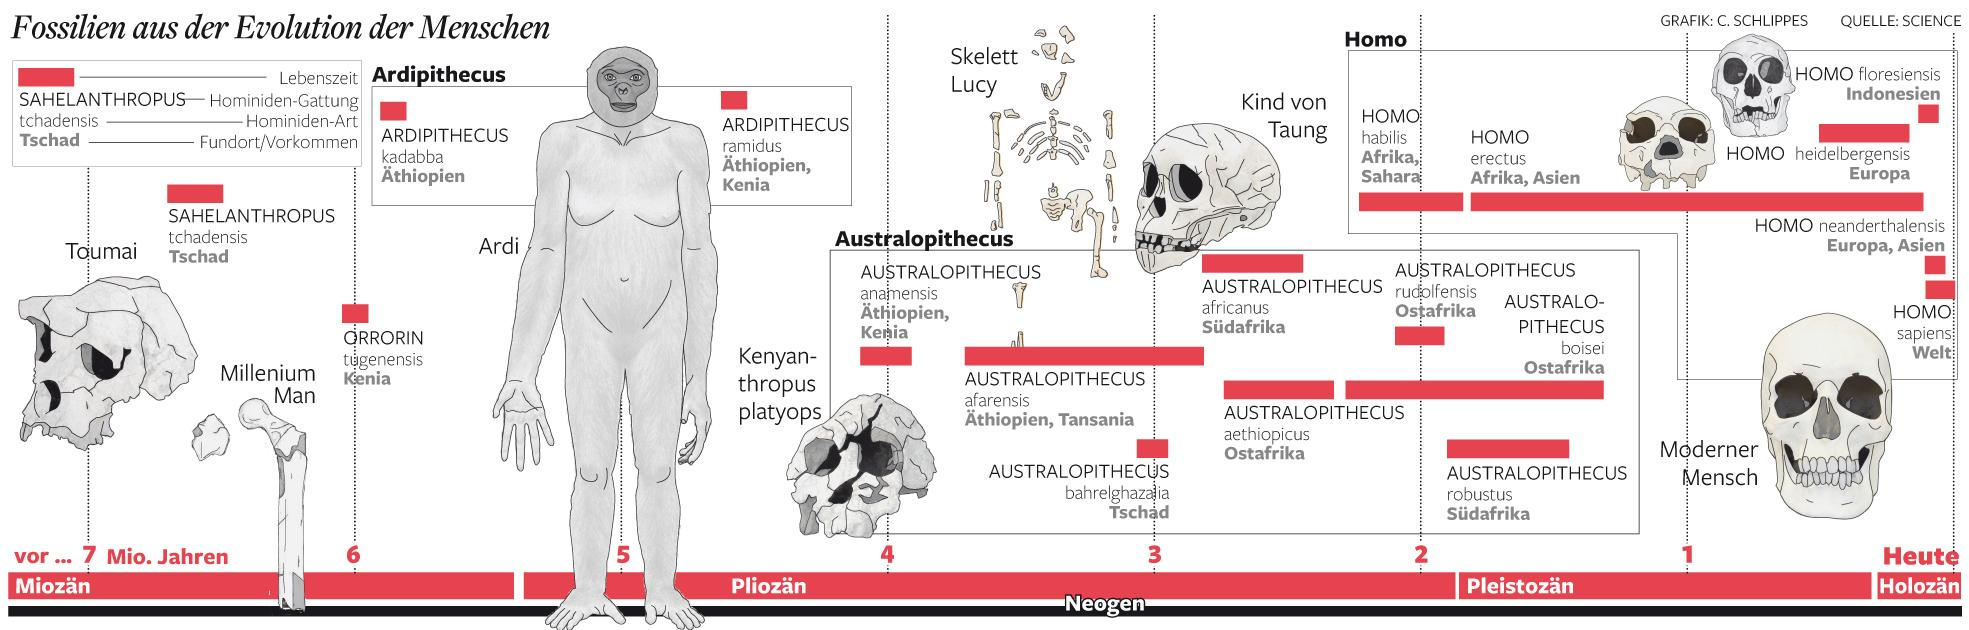 Fossilien aus der Evolution der Menschen
GRAFIK: C. SCHLIPPES
QUELLE: SCIENCE
Lebenszeit
SAHELANTHROPUS
Hominiden-Gattung
tchadensis
Hominiden-Art
Tschad
Fundort/Vorkommen
SAHELANTHROPUS
tchadensis
Tschad
Toumai
ORRORIN
tugenensis
Kenia
Millenium
Man
Ardipithecus
ARDIPITHECUS
kadabba
Äthiopien
ARDIPITHECUS
ramidus
Äthiopien,
Kenia
Ardi
Skelett
Lucy
Kind von
Taung
Australopithecus
AUSTRALOPITHECUS
anamensis
Äthiopien,
Kenia
Kenyan-
thropus
platyops
AUSTRALOPITHECUS
afarensis
Äthiopien, Tansania
AUSTRALOPITHECUS
bahrelghazalia
Tschad
AUSTRALOPITHECUS
africanus
Südafrika
AUSTRALOPITHECUS
rudolfensis
Ostafrika
AUSTRALO-
PITHECUS
boisei
Ostafrika
AUSTRALOPITHECUS
aethiopicus
Ostafrika
AUSTRALOPITHECUS
robustus
Südafrika
Homo
HOMO
habilis
Afrika,
Sahara
HOMO
erectus
Afrika, Asien
HOMO floresiensis
Indonesien
HOMO heidelbergensis
Europa
HOMO neanderthalensis
Europa, Asien
HOMO
sapiens
Welt
Moderner
Mensch
vor ... 7 Mio. Jahren
6
5
4
3
2
1
Heute
Miozän
Pliozän
Pleistozän
Holozän
Neogen